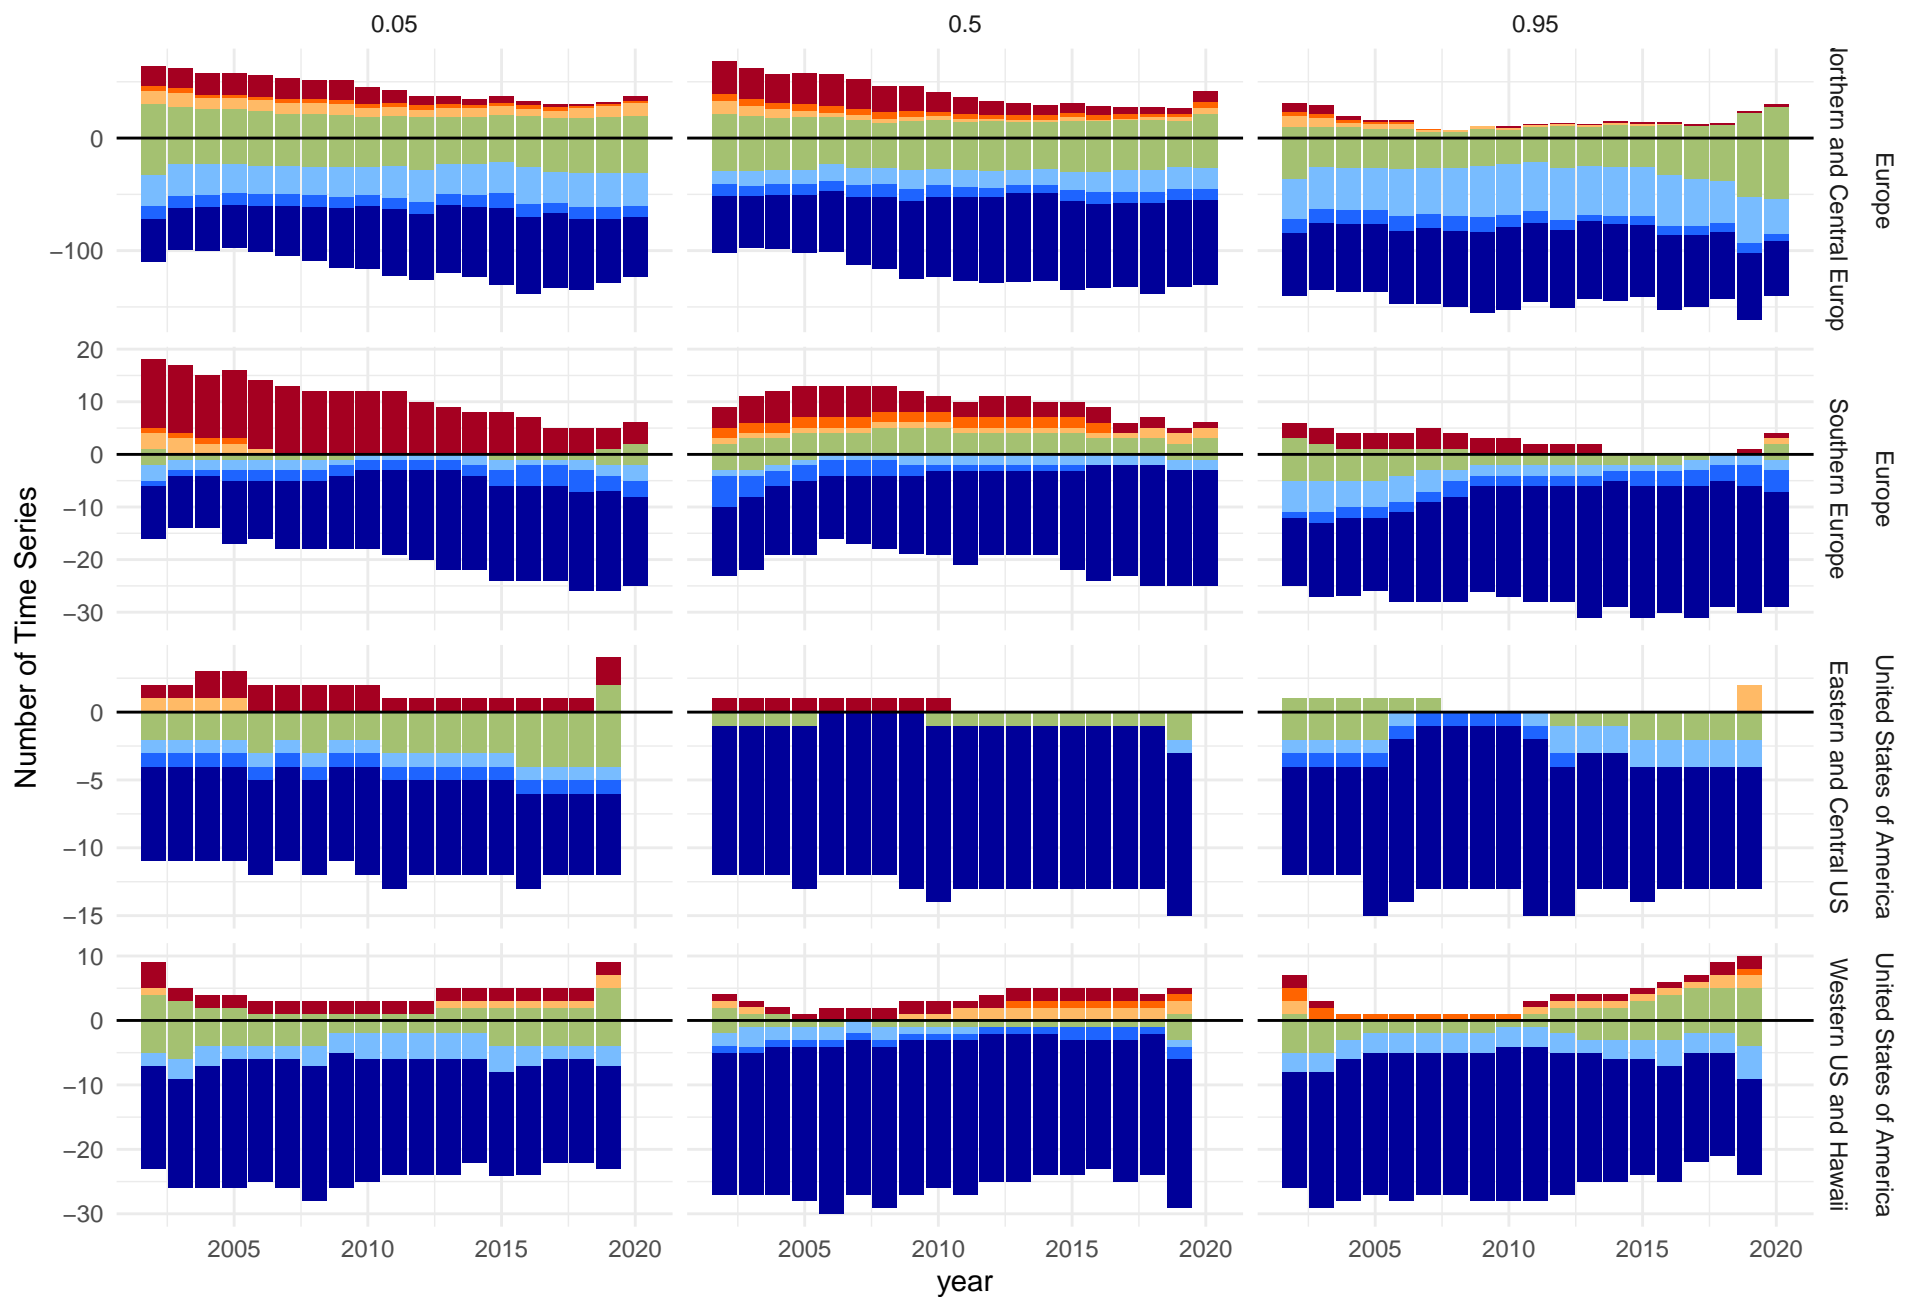 0.05 0.5 0.95
0
−100
and Central Europ
Europe
20
10
0
−10
−20
−30
Southern Europe
Europe
0
−5
−10
−15
Eastern and Central US
United States of America
10
0
−10
−20
−30
Western US and Hawaii
United States of America
Number of Time Series
2005 2010 2015 2020 2005 2010 2015 2020 2005 2010 2015 2020
year